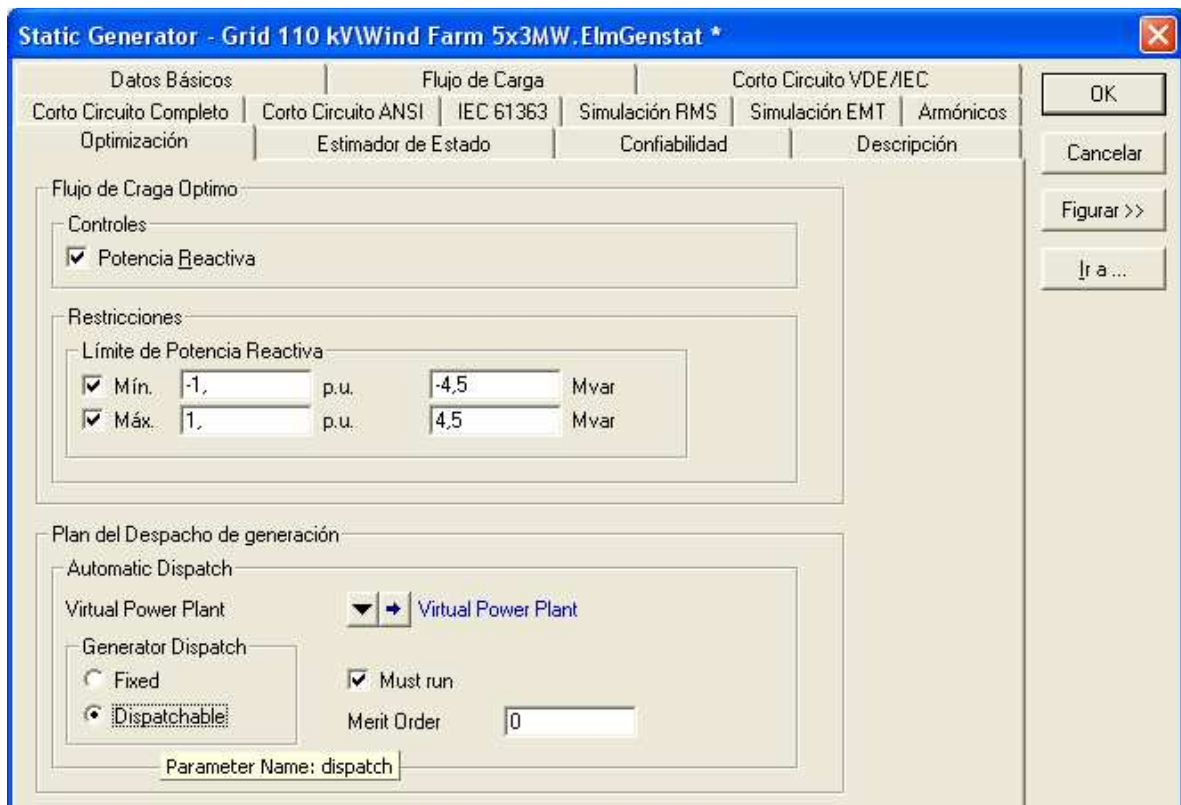 Static Generator - Grid 110 kV\Wind Farm 5x3MW.ElmGenstat *
Datos Básicos Flujo de Carga Corto Circuito VDE/IEC
Corto Circuito Completo Corto Circuito ANSI IEC 61363 Simulación RMS Simulación EMT Armónicos
Optimización Estimador de Estado Confiabilidad Descripción
OK
Cancelar
Figurar >>
Ir a ...
Flujo de Craga Optimo
Controles
Potencia Reactiva
Restricciones
Límite de Potencia Reactiva
Mín. -1, p.u. -4,5 Mvar
Máx. 1, p.u. 4,5 Mvar
Plan del Despacho de generación
Automatic Dispatch
Virtual Power Plant Virtual Power Plant
Generator Dispatch
Fixed Must run
Dispatchable Merit Order 0
Parameter Name: dispatch